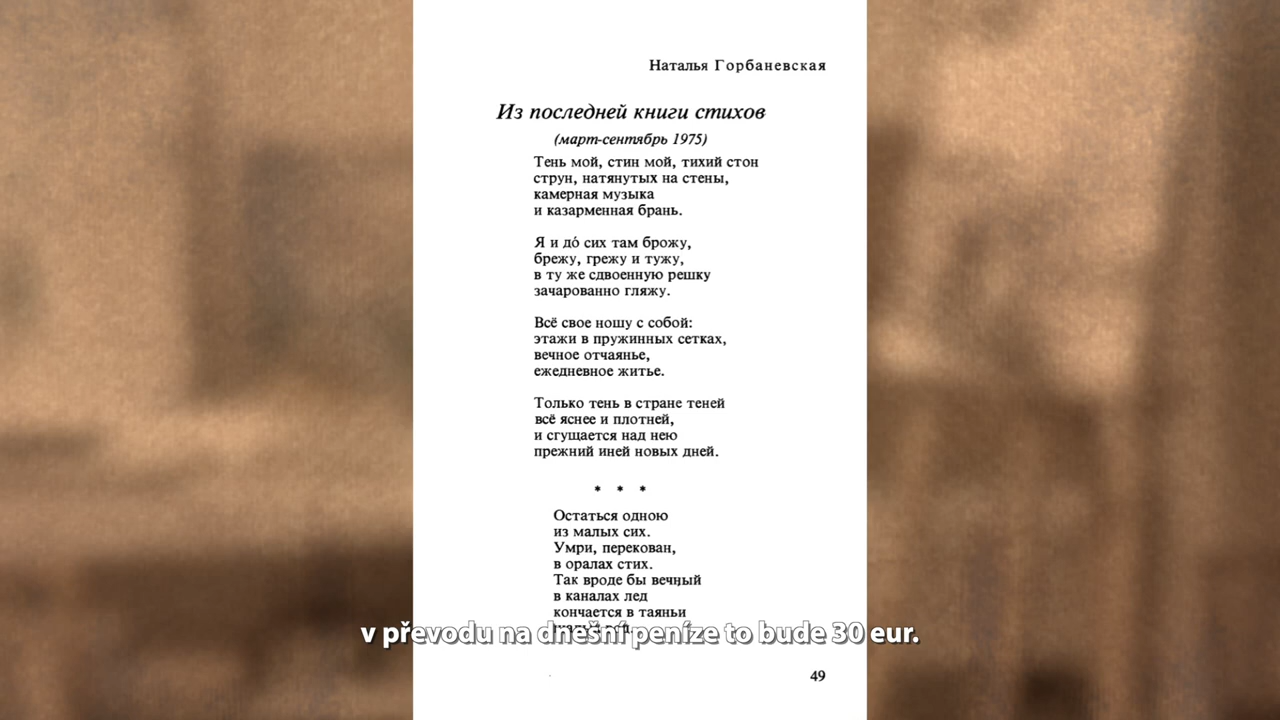 Наталья Горбаневская
Из последней книги стихов
(март-сентябрь 1975)
Тень мой, стин мой, тихий стон
струн, натянутых на стены,
камерная музыка
и казарменная брань.
Я и до́ сих там брожу,
брежу, грежу и тужу,
в ту же сдвоенную решку
зачарованно гляжу.
Всё свое ношу с собой:
этажи в пружинных сетках,
вечное отчаянье,
ежедневное житье.
Только тень в стране теней
всё яснее и плотней,
и сгущается над нею
прежний иней новых дней.
* * *
Остаться одною
из малых сих.
Умри, перекован,
в оралах стих.
Так вроде бы вечный
в каналах лед
кончается в таяньи
v převodu na dnešní peníze to bude 30 eur.
49